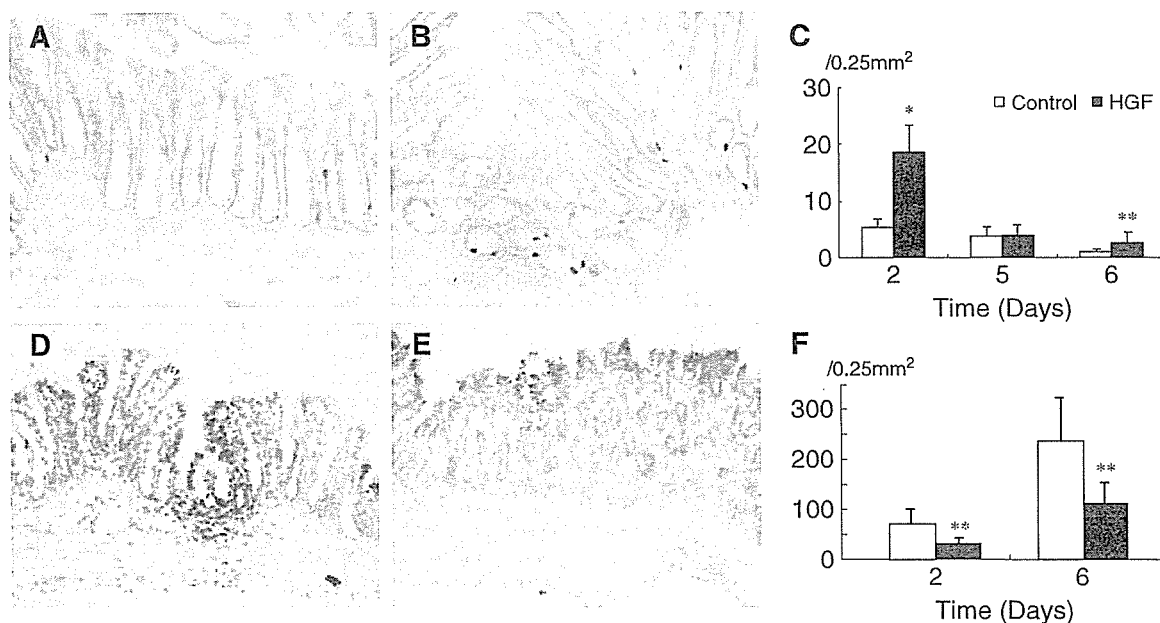 A
B
C
/0.25mm²
30
20
10
0
Control HGF
*
**
2 5 6
Time (Days)
D
E
F
/0.25mm²
300
200
100
0
**
**
2 6
Time (Days)